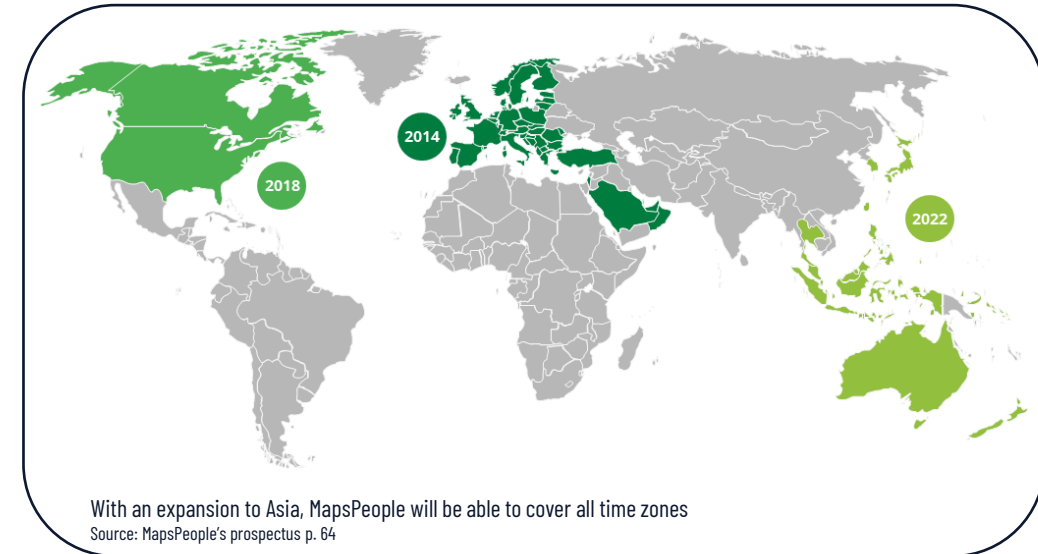 2014
2018
2022
With an expansion to Asia, MapsPeople will be able to cover all time zones
Source: MapsPeople's prospectus p. 64